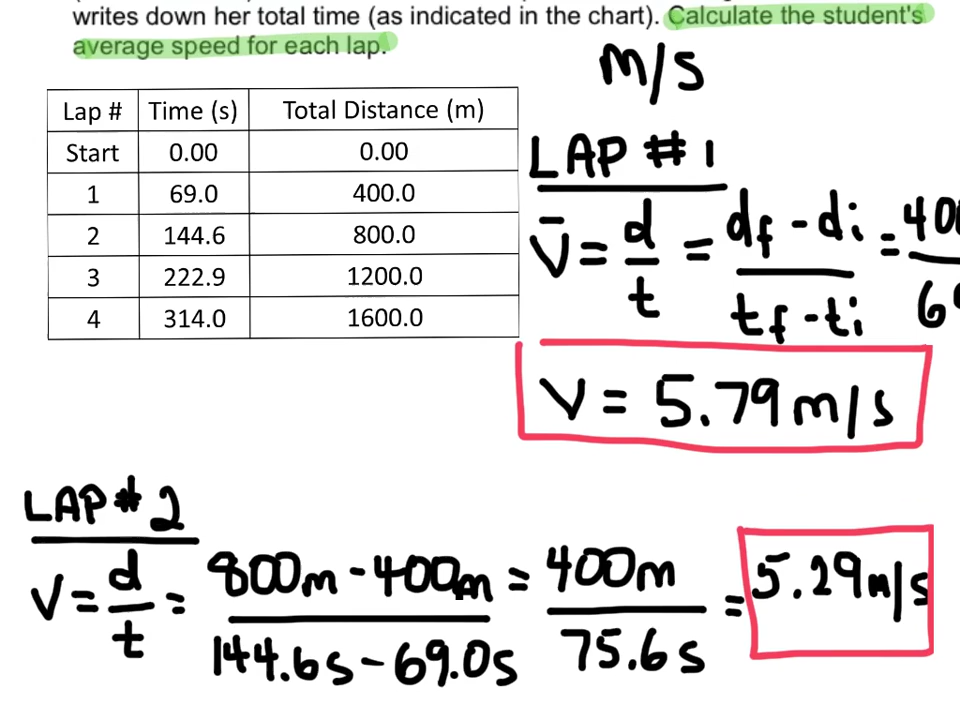 writes down her total time (as indicated in the chart). Calculate the student's
average speed for each lap.
m/s
Lap # Time (s) Total Distance (m)
Start 0.00 0.00
1 69.0 400.0
2 144.6 800.0
3 222.9 1200.0
4 314.0 1600.0
LAP # 1
V̄ = d/t = df - di / tf - ti = 400 / 69
V = 5.79 m/s
LAP # 2
V = d/t = 800m - 400m / 144.6s - 69.0s = 400m / 75.6s = 5.29 m/s